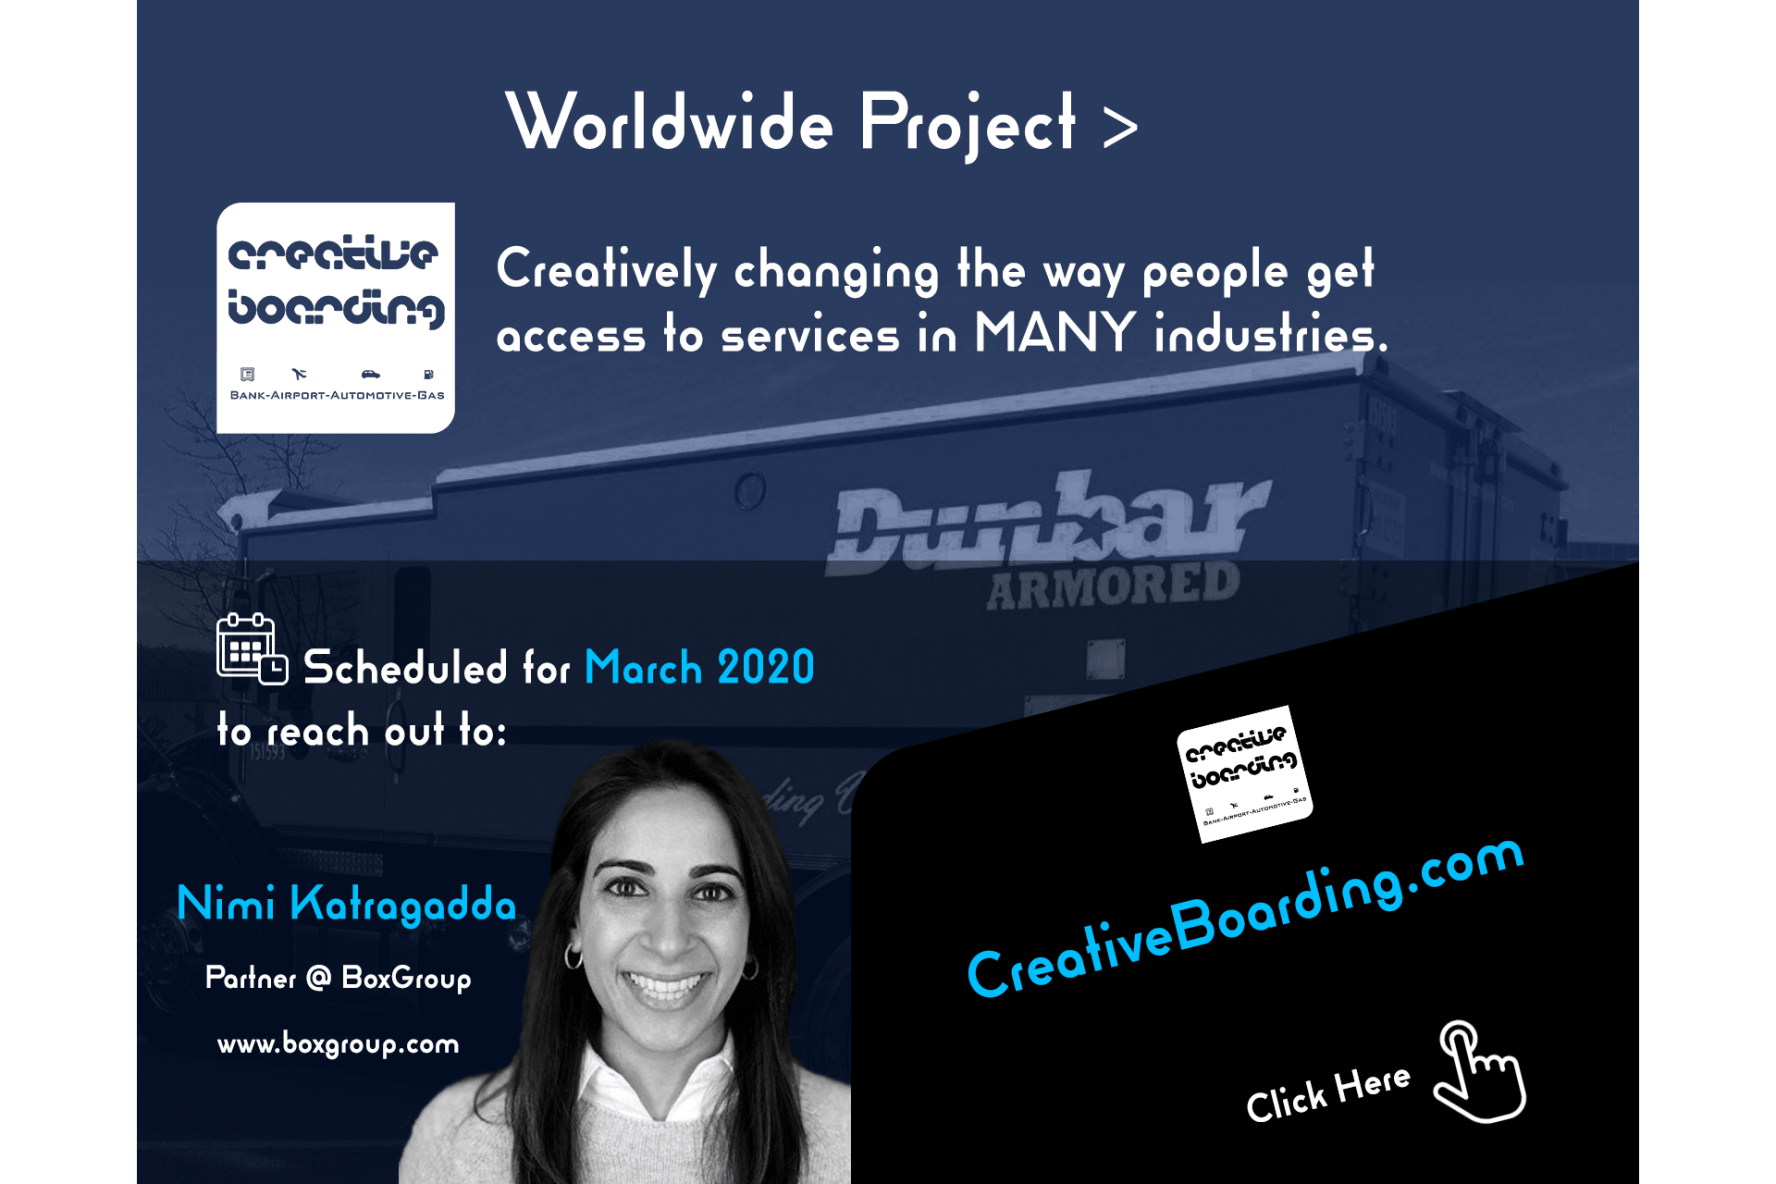 Worldwide Project >
creative
boarding
BANK-AIRPORT-AUTOMOTIVE-GAS
Creatively changing the way people get
access to services in MANY industries.
Dunbar
ARMORED
Scheduled for March 2020
to reach out to:
151593
ding
Nimi Katragadda
Partner @ BoxGroup
www.boxgroup.com
creative
boarding
BANK-AIRPORT-AUTOMOTIVE-GAS
CreativeBoarding.com
Click Here